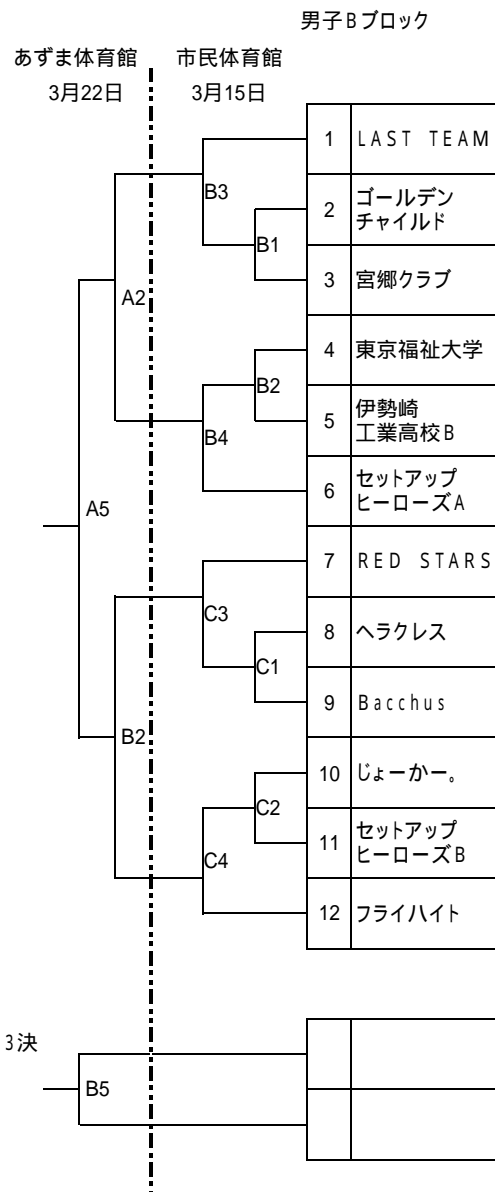 男子Bブロック
あずま体育館 市民体育館
3月22日 3月15日
1 LAST TEAM
B3
2 ゴールデン
チャイルド
B1
3 宮郷クラブ
A2
4 東京福祉大学
B2
5 伊勢崎
工業高校B
B4
6 セットアップ
ヒーローズA
A5
7 RED STARS
C3
8 ヘラクレス
C1
9 Bacchus
B2
10 じょーかー。
C2
11 セットアップ
ヒーローズB
C4
12 フライハイト
3決
B5